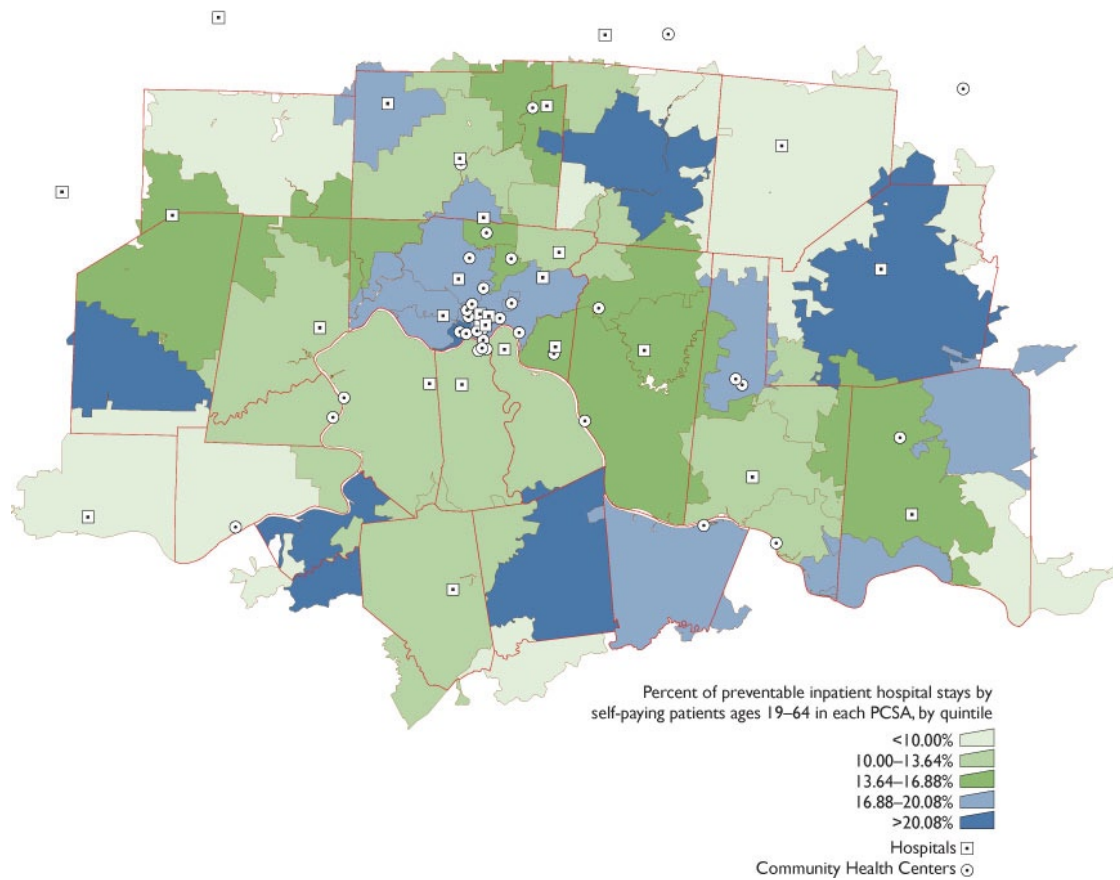 Percent of preventable inpatient hospital stays by
self-paying patients ages 19–64 in each PCSA, by quintile
<10.00%
10.00–13.64%
13.64–16.88%
16.88–20.08%
>20.08%
Hospitals
Community Health Centers